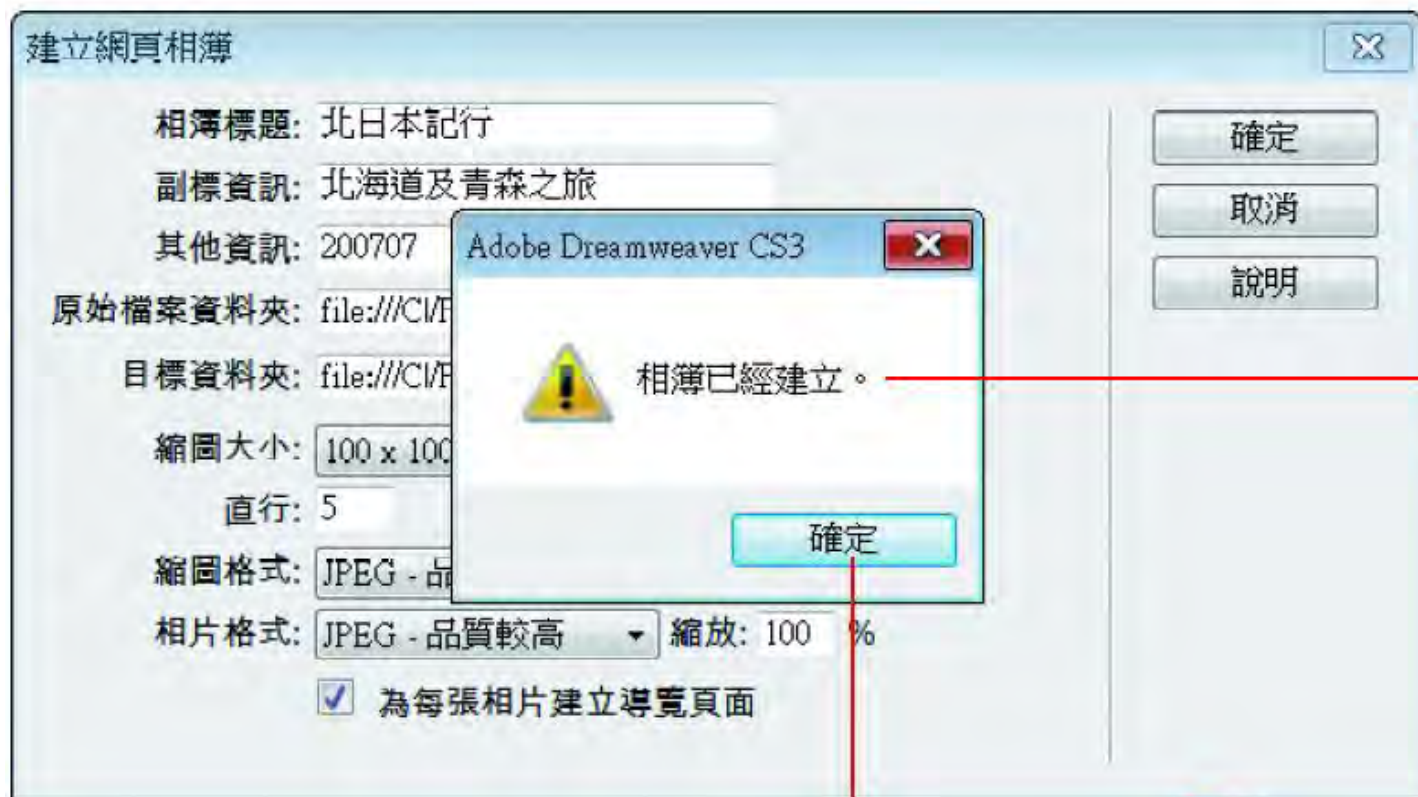 建立網頁相簿
相簿標題: 北日本記行
確定
副標資訊: 北海道及青森之旅
取消
其他資訊: 200707
說明
原始檔案資料夾: file:///C|/F
目標資料夾: file:///C|/F
縮圖大小: 100 x 100
直行: 5
縮圖格式: JPEG - 品
相片格式: JPEG - 品質較高 縮放: 100 %
為每張相片建立導覽頁面
Adobe Dreamweaver CS3
相簿已經建立。
確定